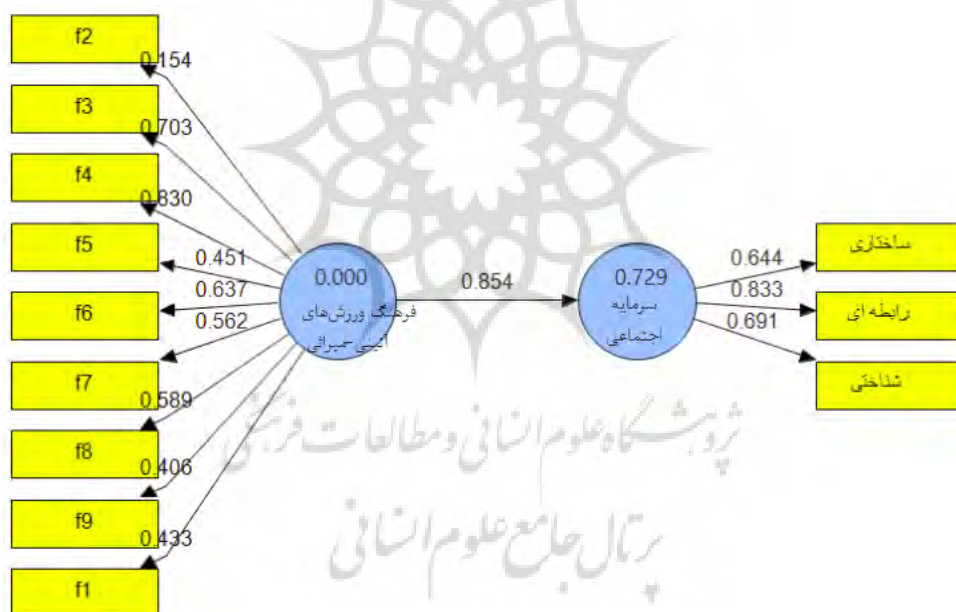 f2
0.154
f3
0.703
f4
0.830
f5
0.451
f6
0.637
0.562
f7
0.589
f8
0.406
f9
0.433
f1
0.000
فرهنگ ورزش‌های
آئینی-میراثی
0.854
0.729
سرمایه
اجتماعی
0.644
ساختاری
0.833
رابطه ای
0.691
شناختی
پژوهشگاه علوم انسانی و مطالعات فرهنگی
پرتال جامع علوم انسانی